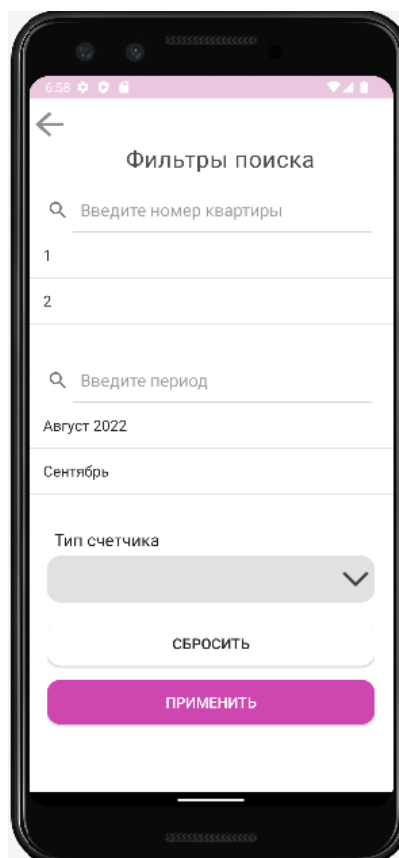 6:58
Фильтры поиска
Введите номер квартиры
1
2
Введите период
Август 2022
Сентябрь
Тип счетчика
СБРОСИТЬ
ПРИМЕНИТЬ